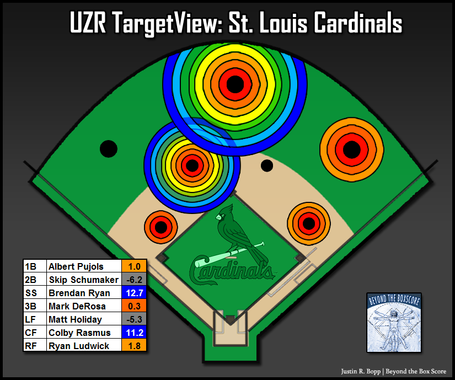 UZR TargetView: St. Louis Cardinals
Cardinals
1B Albert Pujols 1.0
2B Skip Schumaker -6.2
SS Brendan Ryan 12.7
3B Mark DeRosa 0.3
LF Matt Holiday -5.3
CF Colby Rasmus 11.2
RF Ryan Ludwick 1.8
BEYOND THE BOXSCORE
Justin R. Bopp | Beyond the Box Score